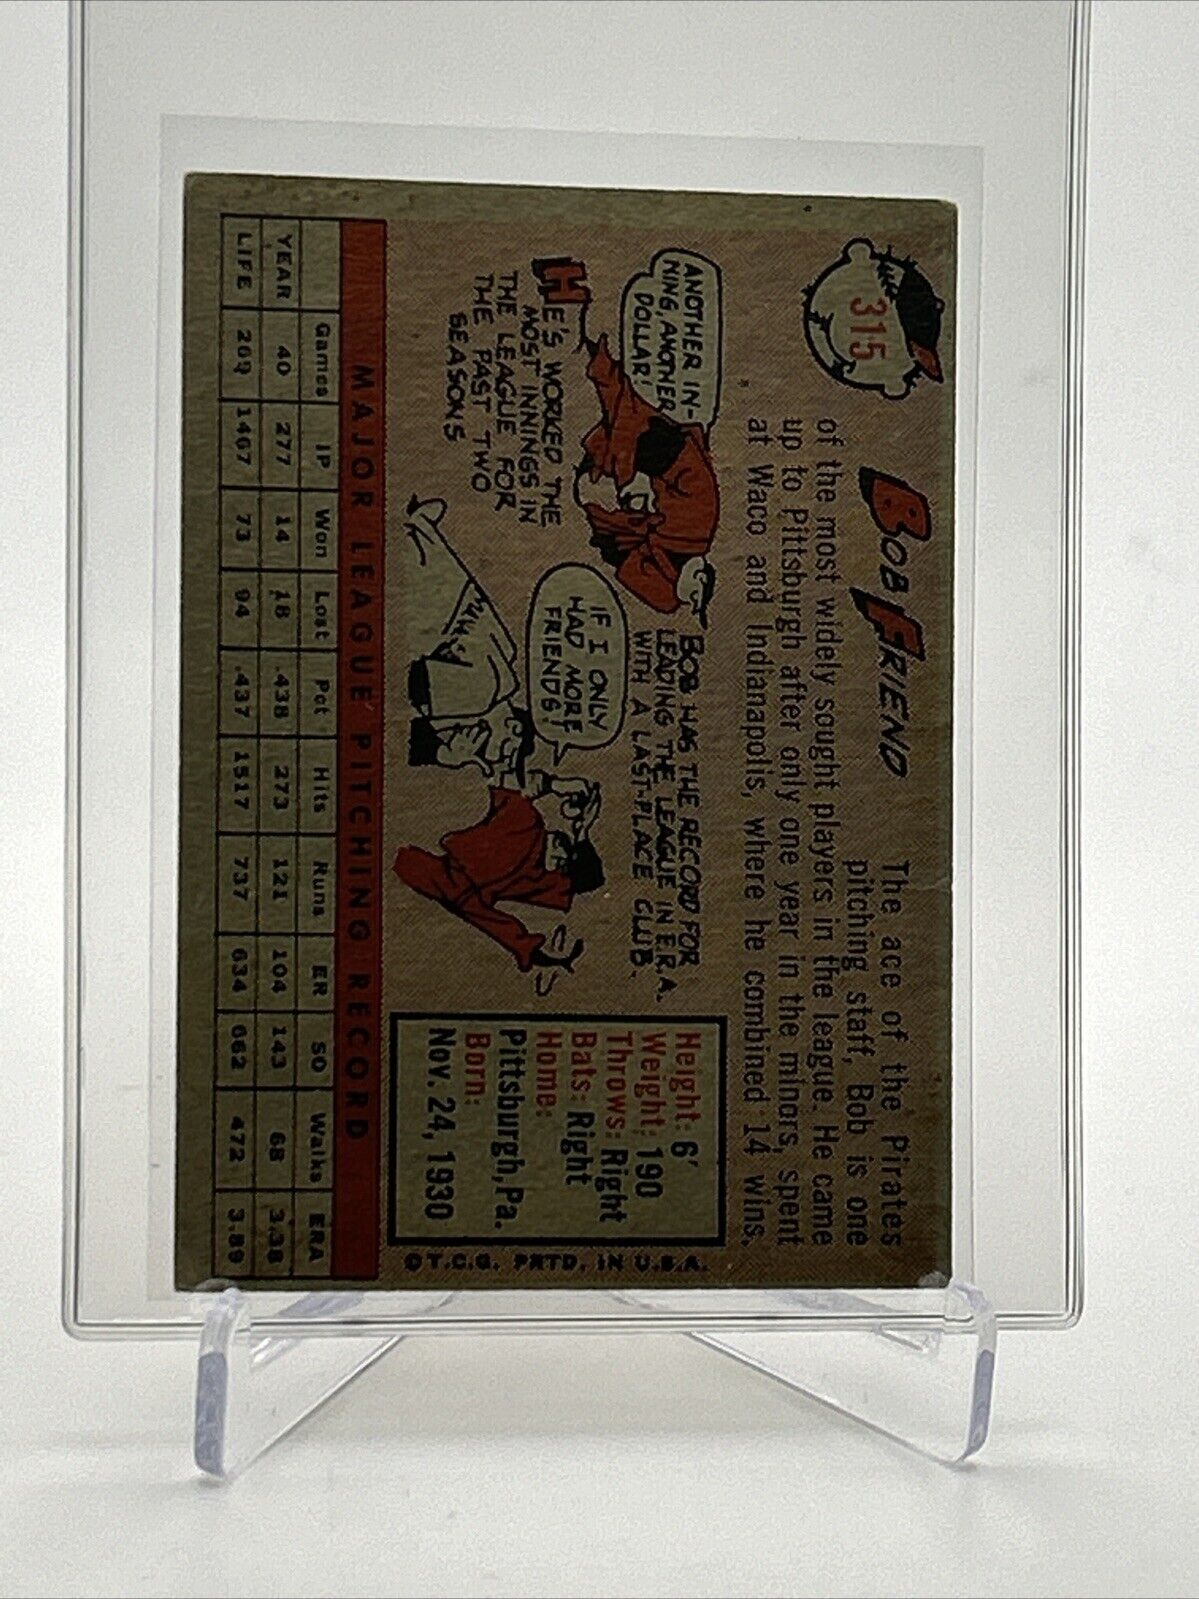 315
BOB FRIEND
The ace of the Pirates
pitching staff, Bob is one
of the most widely sought players in the league. He came
up to Pittsburgh after only one year in the minors, spent
at Waco and Indianapolis, where he combined 14 wins.
ANOTHER IN-
NING, ANOTHER
DOLLAR!
HE'S WORKED THE
MOST INNINGS IN
THE LEAGUE FOR
THE PAST TWO
SEASONS
BOB HAS THE RECORD FOR
LEADING THE LEAGUE IN E.R.A.
WITH A LAST-PLACE CLUB.
IF I ONLY
HAD MORE
FRIENDS!
Height: 6'
Weight: 190
Throws: Right
Bats: Right
Home:
Pittsburgh, Pa.
Born:
Nov. 24, 1930
©T.C.G. PRTD. IN U.S.A.
MAJOR LEAGUE PITCHING RECORD
Games IP Won Lost Pct Hits Runs ER SO Walks ERA
YEAR 40 277 14 18 .438 273 121 104 143 68 3.38
LIFE 209 1467 73 94 .437 1517 737 634 662 472 3.89